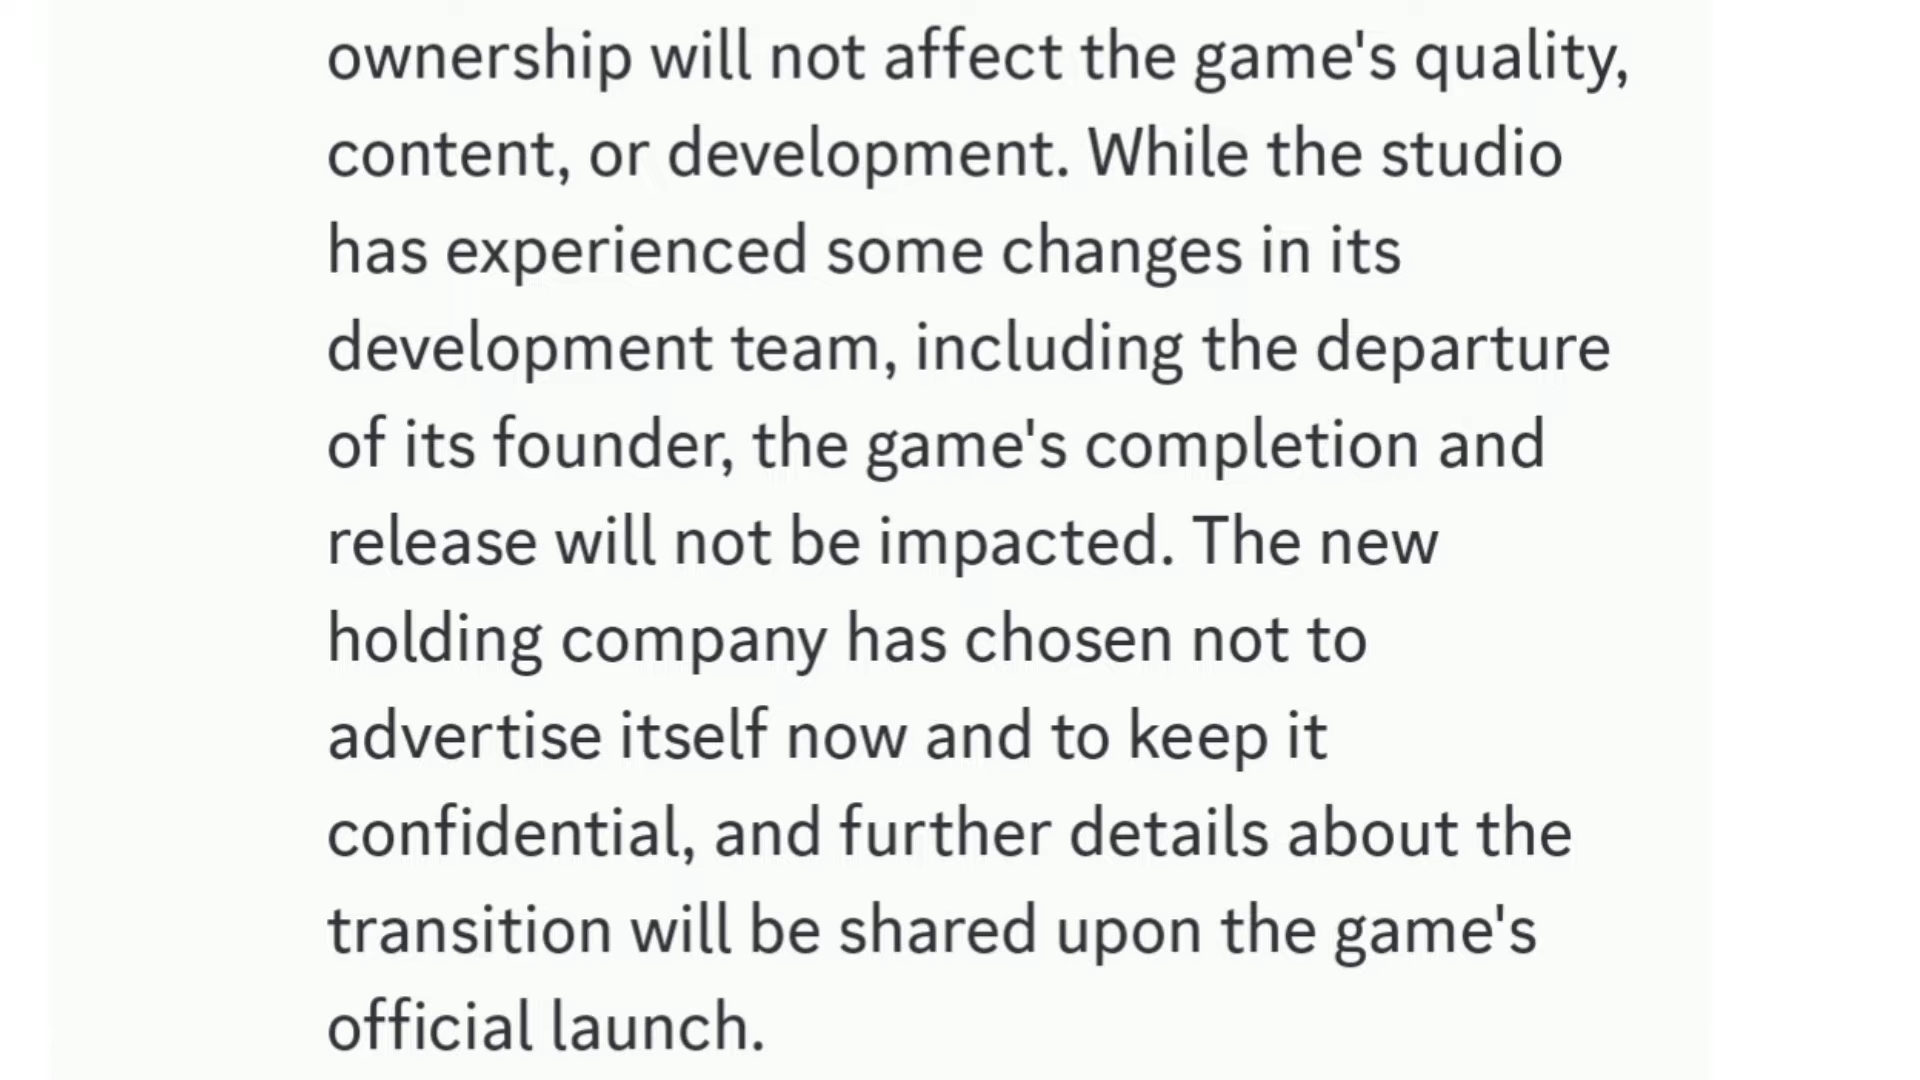 ownership will not affect the game's quality,
content, or development. While the studio
has experienced some changes in its
development team, including the departure
of its founder, the game's completion and
release will not be impacted. The new
holding company has chosen not to
advertise itself now and to keep it
confidential, and further details about the
transition will be shared upon the game's
official launch.